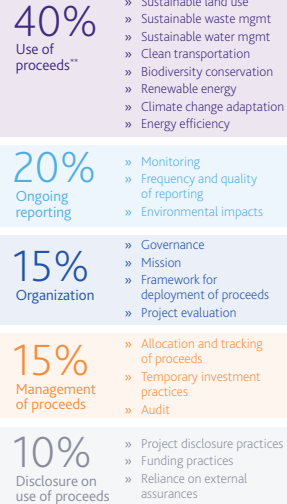 40%
Use of
proceeds**
» Sustainable land use
» Sustainable waste mgmt
» Sustainable water mgmt
» Clean transportation
» Biodiversity conservation
» Renewable energy
» Climate change adaptation
» Energy efficiency
20%
Ongoing
reporting
» Monitoring
» Frequency and quality
of reporting
» Environmental impacts
15%
Organization
» Governance
» Mission
» Framework for
deployment of proceeds
» Project evaluation
15%
Management
of proceeds
» Allocation and tracking
of proceeds
» Temporary investment
practices
» Audit
10%
Disclosure on
use of proceeds
» Project disclosure practices
» Funding practices
» Reliance on external
assurances